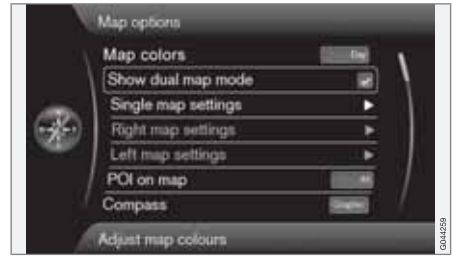 Map options
Map colors Day
Show dual map mode
Single map settings
Right map settings
Left map settings
POI on map All
Compass Graphic
Adjust map colours
G044259